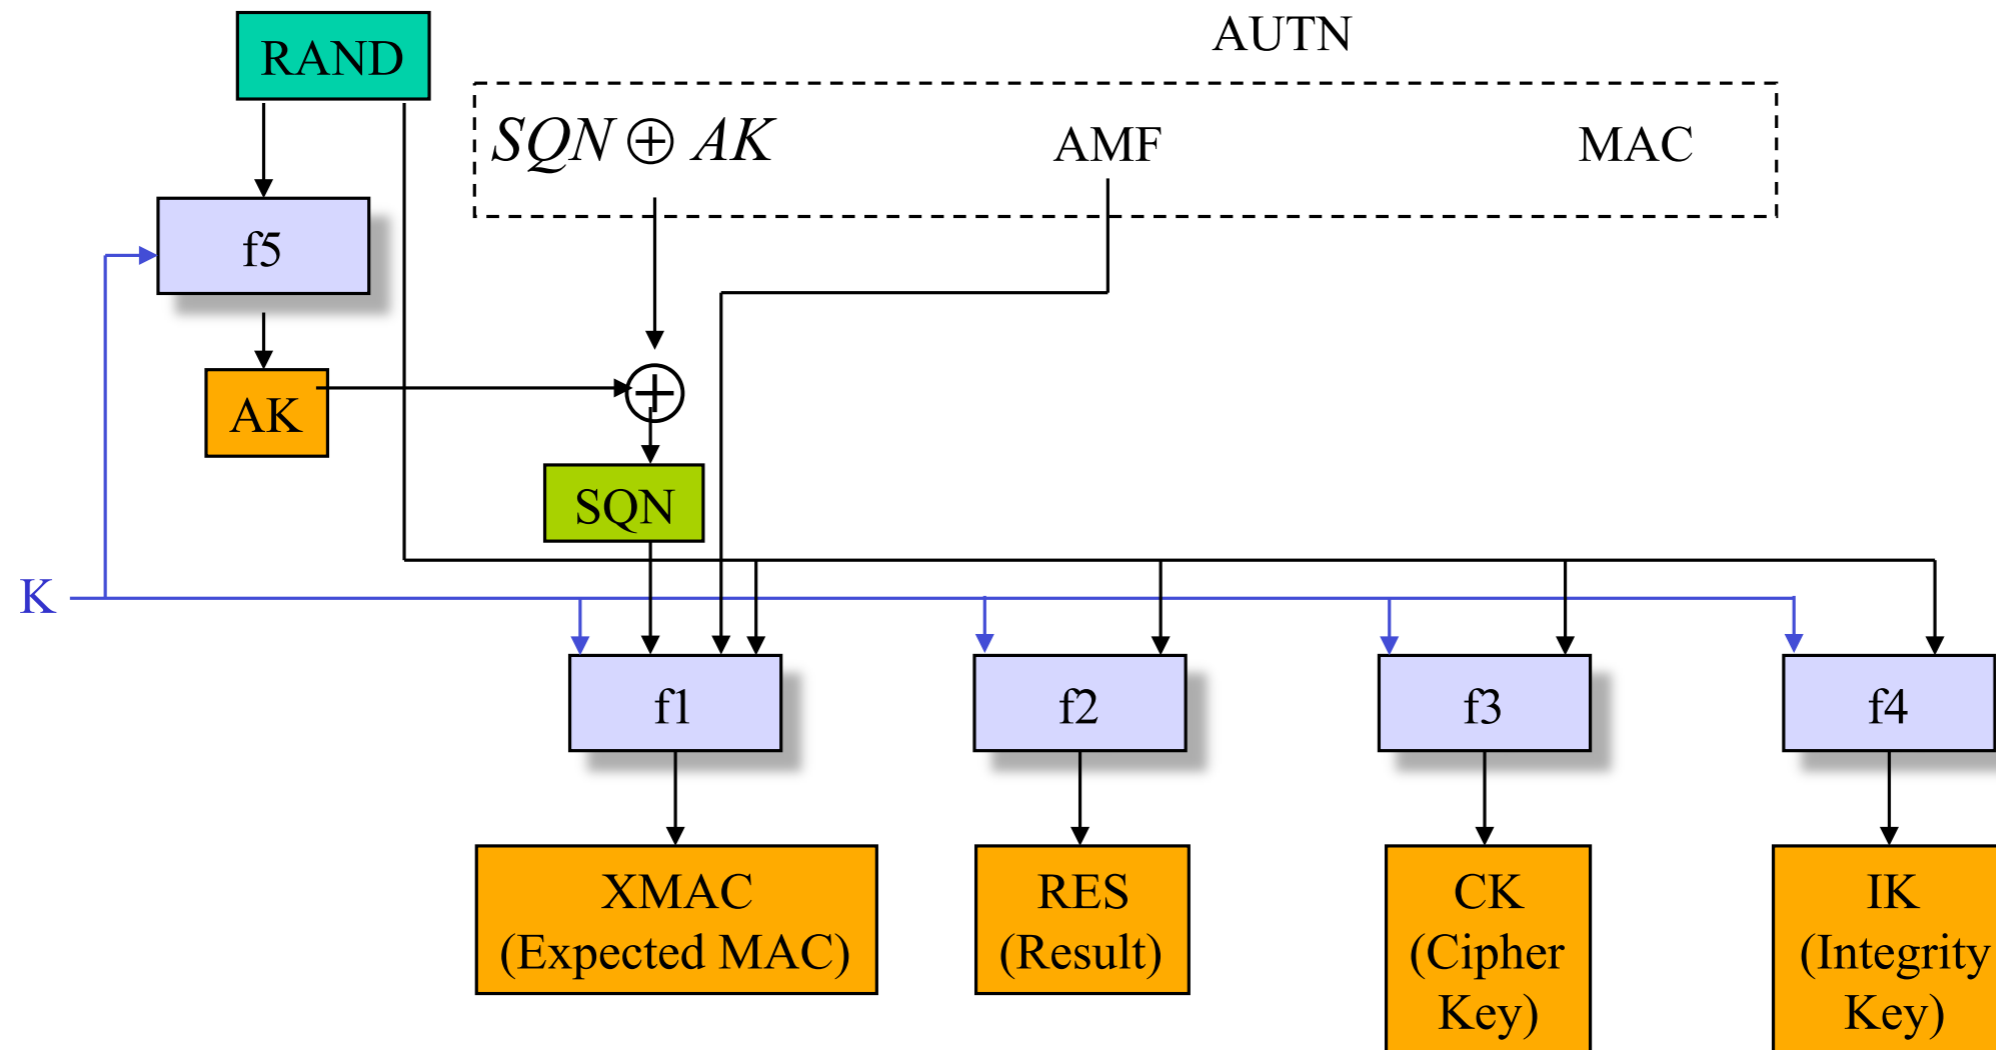 AUTN
RAND
SQN ⊕ AK
AMF
MAC
f5
AK
SQN
K
f1
f2
f3
f4
XMAC
(Expected MAC)
RES
(Result)
CK
(Cipher
Key)
IK
(Integrity
Key)